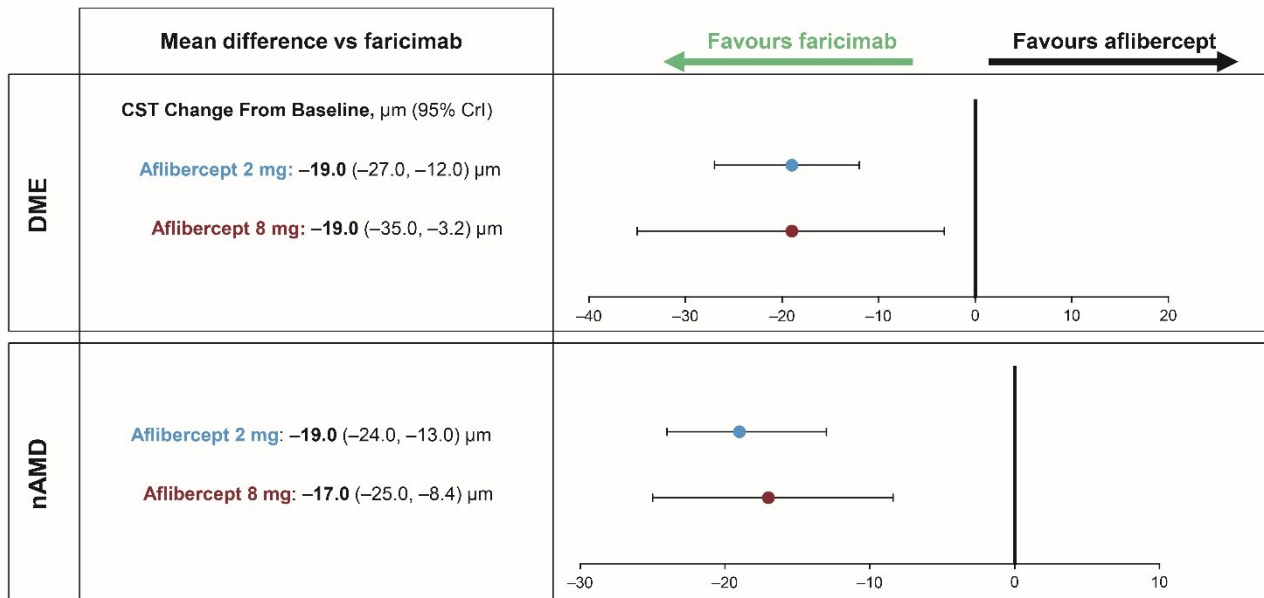 Mean difference vs faricimab
Favours faricimab
Favours aflibercept
DME
CST Change From Baseline, µm (95% CrI)
Aflibercept 2 mg: –19.0 (–27.0, –12.0) µm
Aflibercept 8 mg: –19.0 (–35.0, –3.2) µm
–40 –30 –20 –10 0 10 20
nAMD
Aflibercept 2 mg: –19.0 (–24.0, –13.0) µm
Aflibercept 8 mg: –17.0 (–25.0, –8.4) µm
–30 –20 –10 0 10